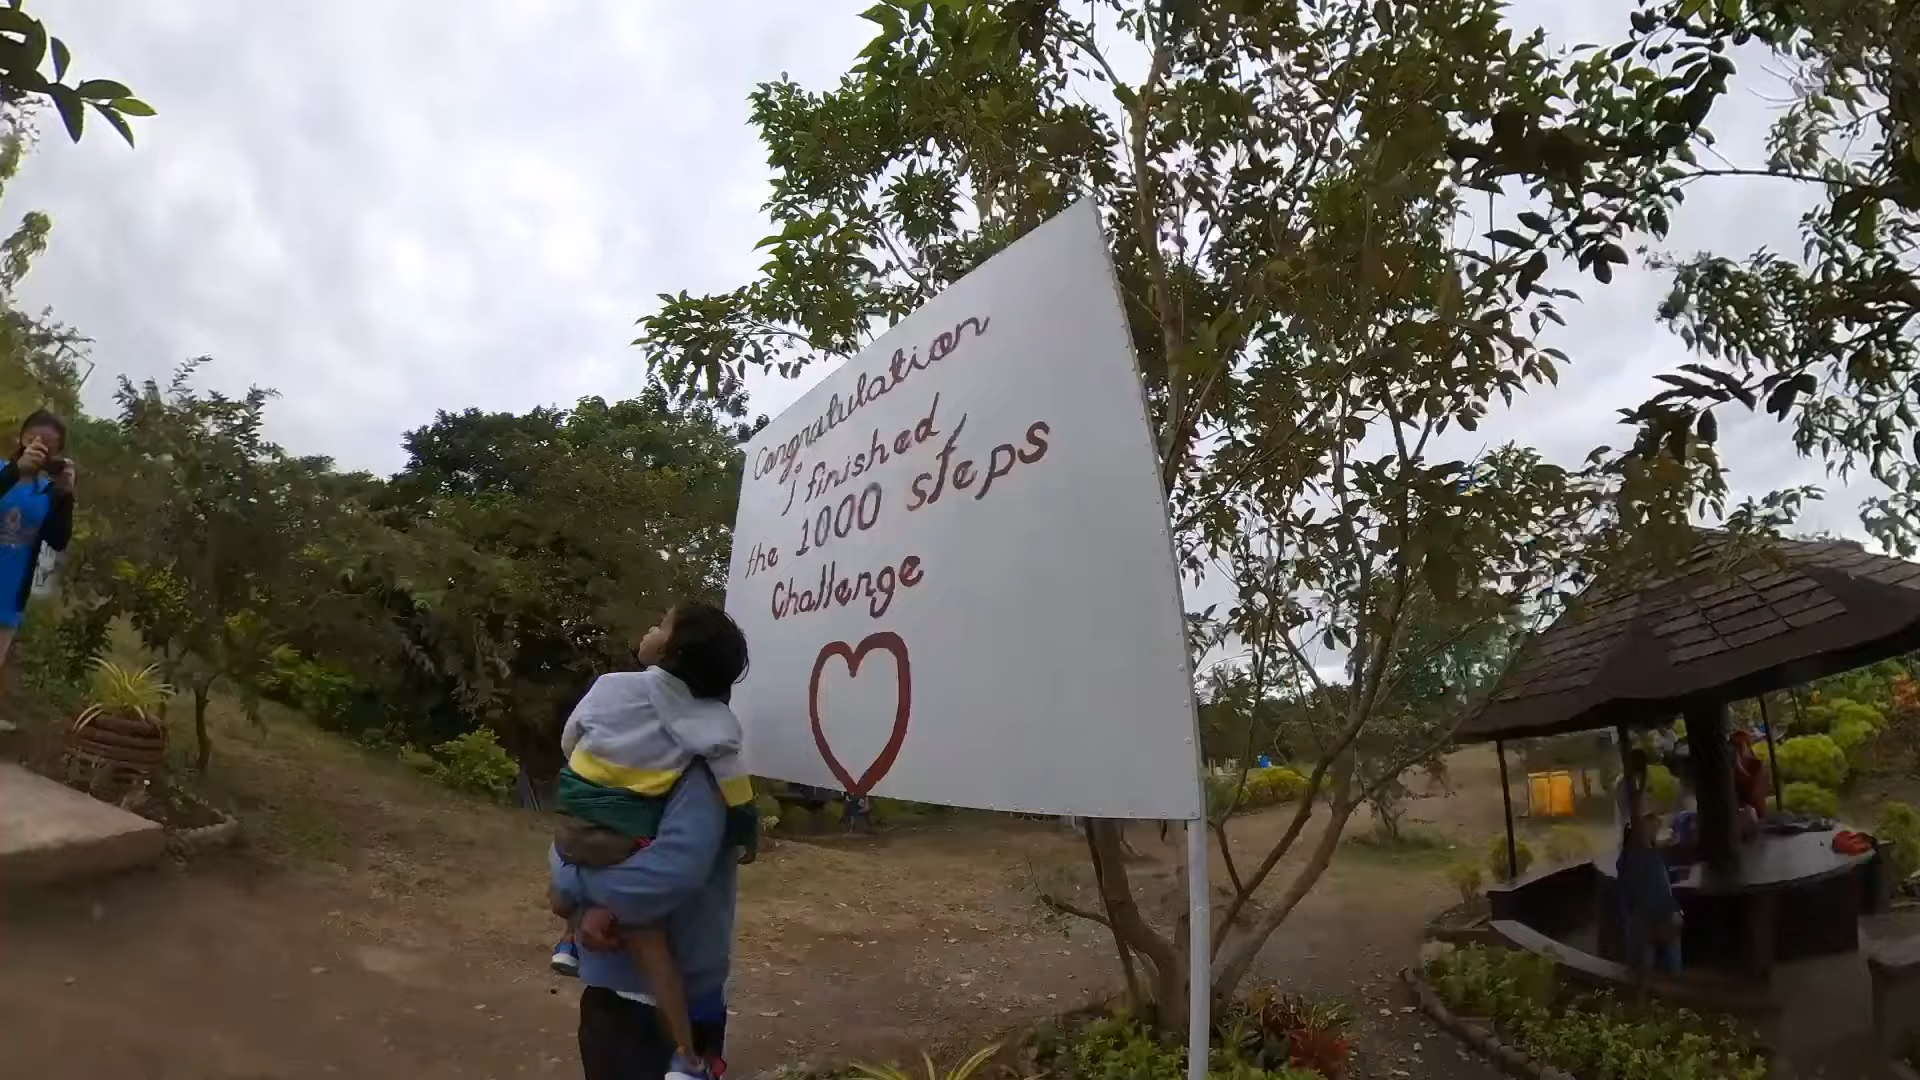 Congratulation
I finished
the 1000 steps
Challenge